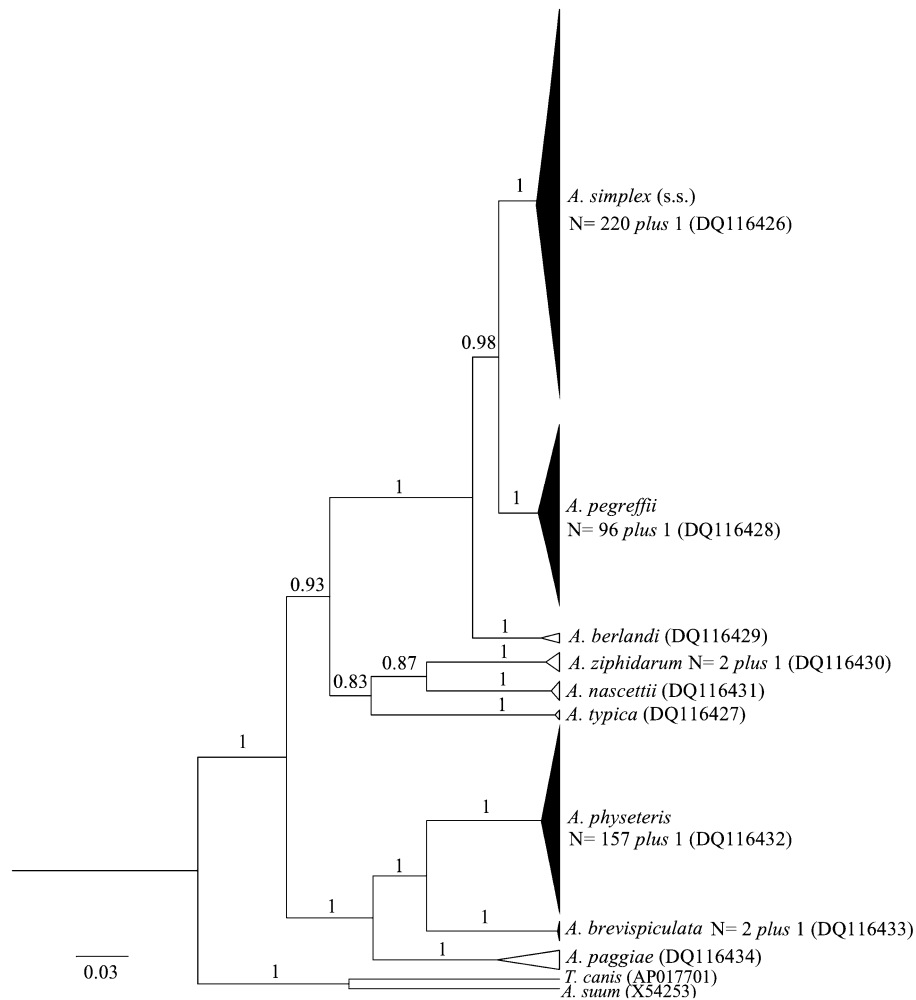 1
A. simplex (s.s.)
N= 220 plus 1 (DQ116426)
0.98
1
A. pegreffii
N= 96 plus 1 (DQ116428)
1
0.93
1
A. berlandi (DQ116429)
1
A. ziphidarum N= 2 plus 1 (DQ116430)
0.87
0.83
1
A. nascettii (DQ116431)
1
A. typica (DQ116427)
1
1
A. physeteris
N= 157 plus 1 (DQ116432)
1
1
1
A. brevispiculata N= 2 plus 1 (DQ116433)
1
A. paggiae (DQ116434)
0.03
1
T. canis (AP017701)
A. suum (X54253)